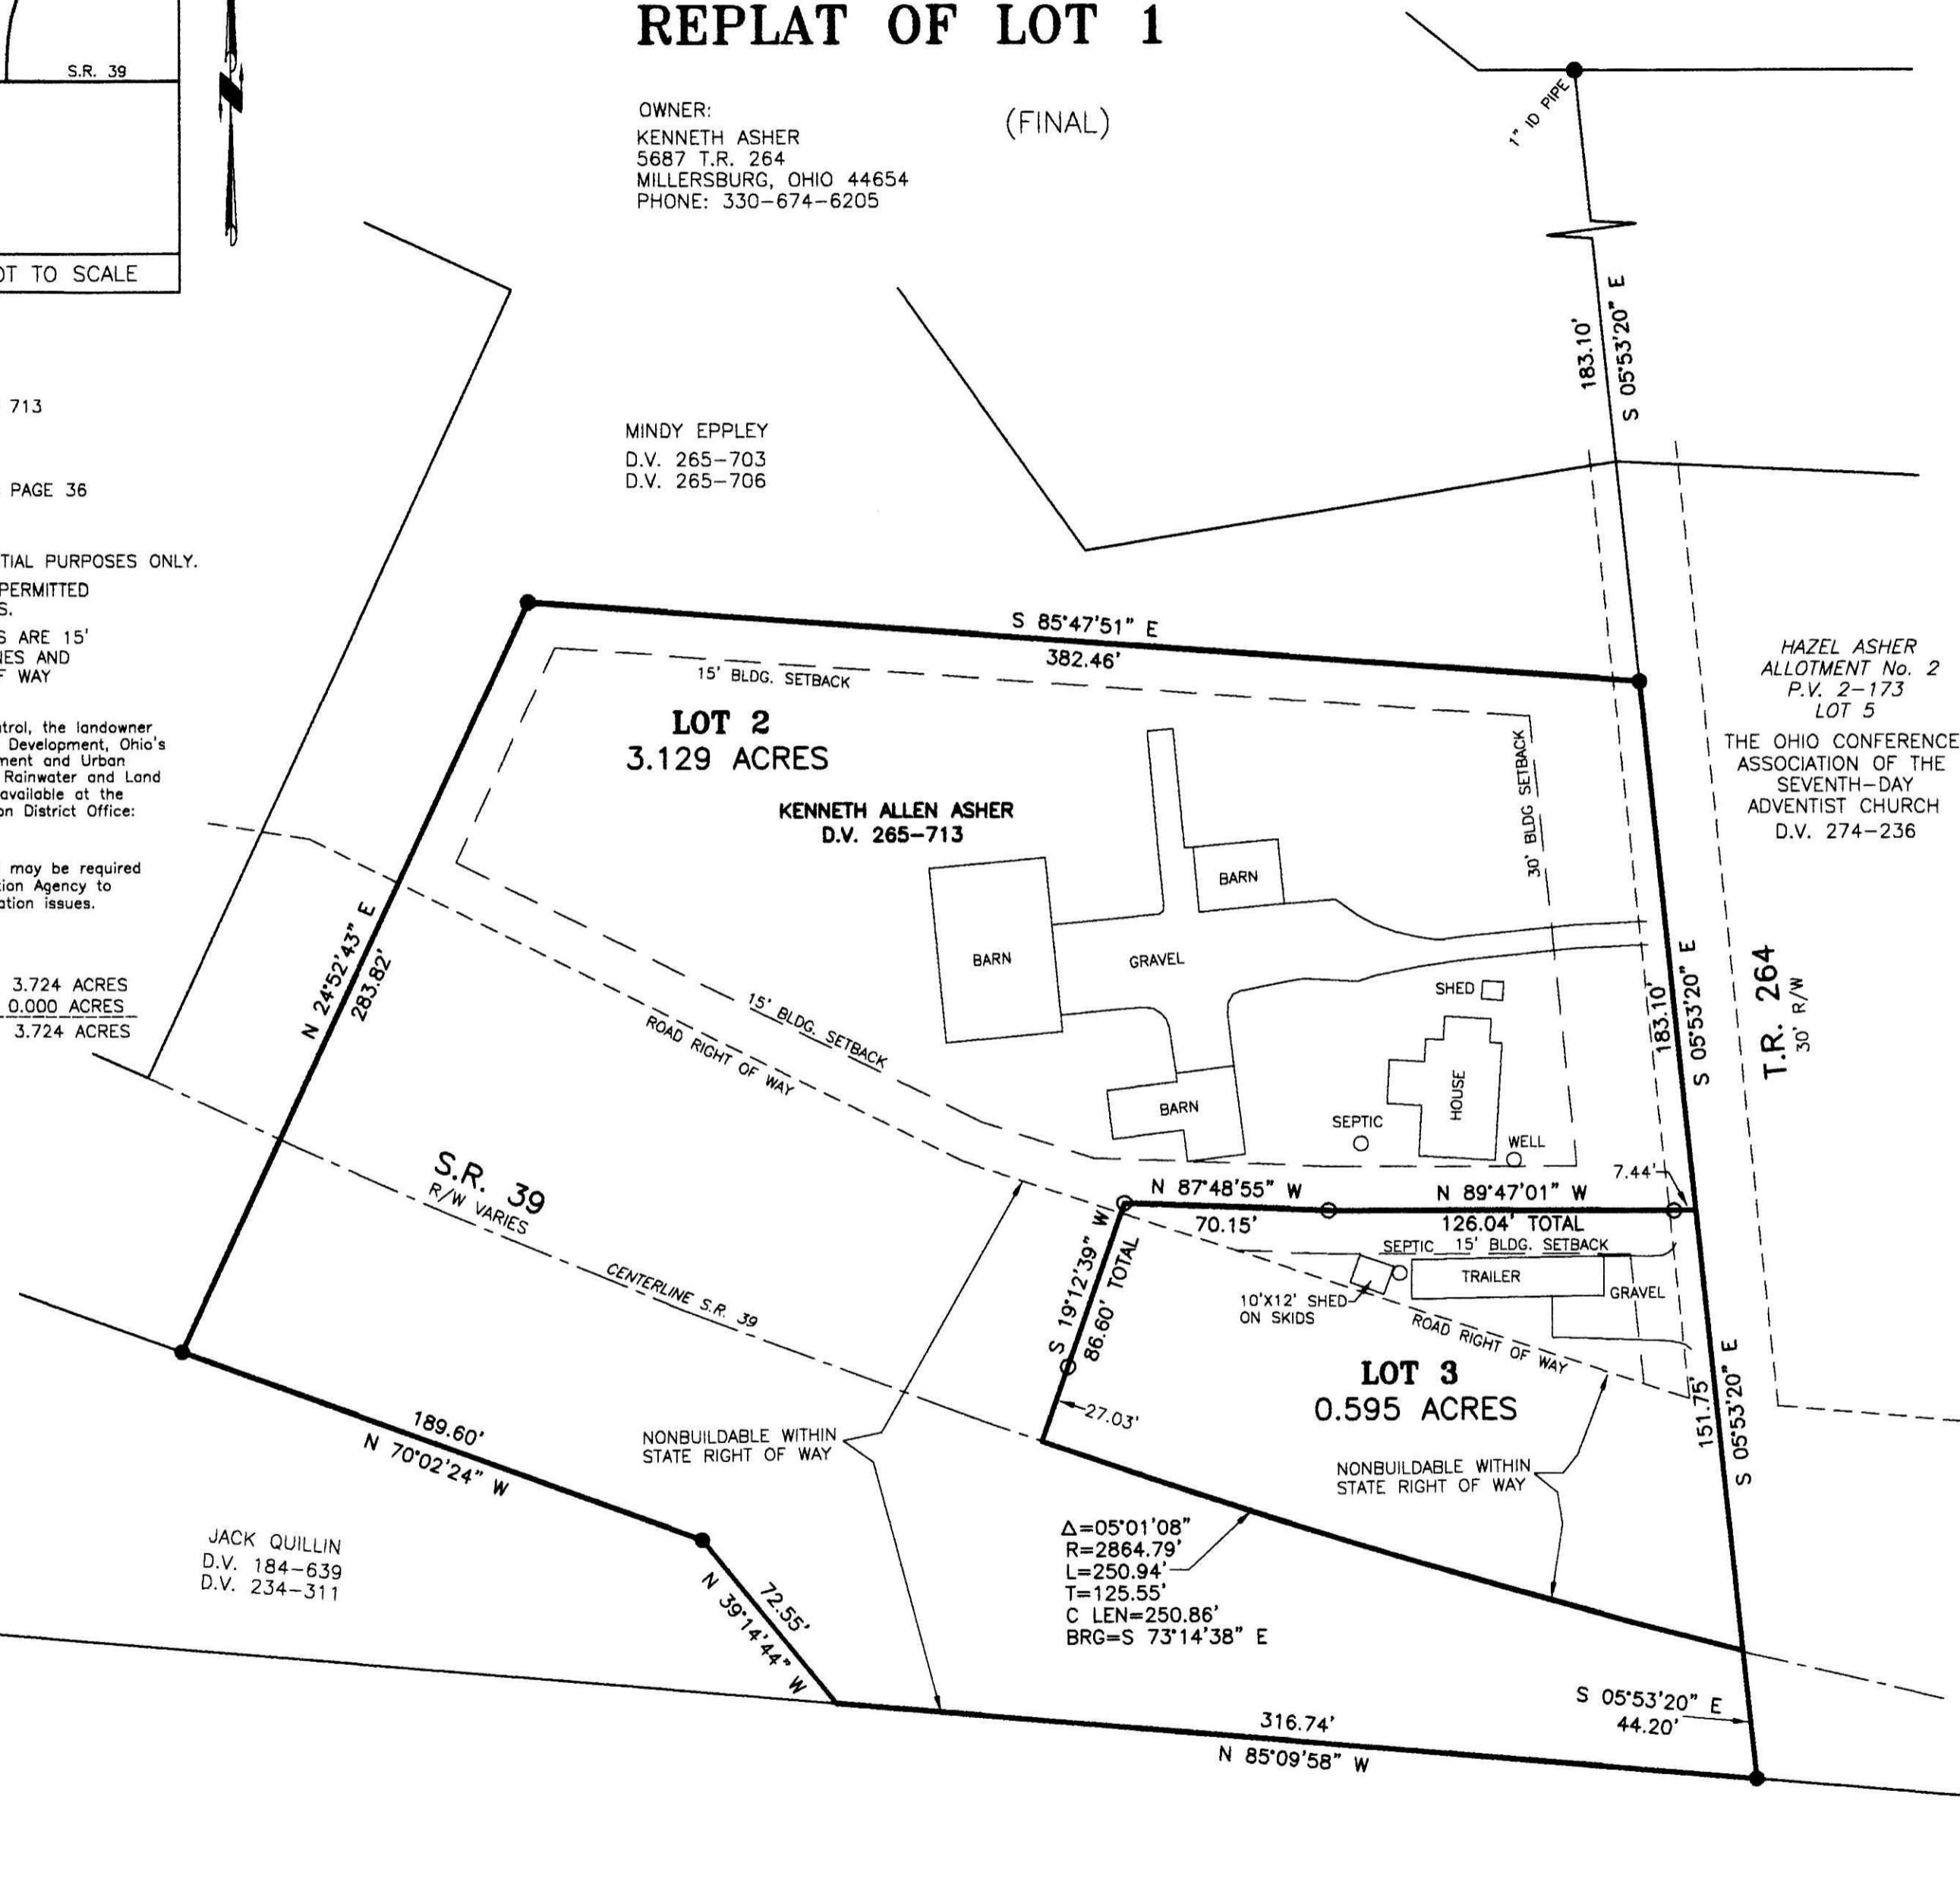 REPLAT OF LOT 1
(FINAL)
OWNER:
KENNETH ASHER
5687 T.R. 264
MILLERSBURG, OHIO 44654
PHONE: 330-674-6205
S.R. 39
TO SCALE
713
PAGE 36
PURPOSES ONLY.
PERMITTED
ARE 15'
AND
WAY
the landowner
Development, Ohio's
and Urban
Rainwater and Land
available at the
District Office:
may be required
Agency to
issues.
3.724 ACRES
0.000 ACRES
3.724 ACRES
1" ID PIPE
183.10'
S 05°53'20" E
MINDY EPPLEY
D.V. 265-703
D.V. 265-706
S 85°47'51" E
382.46'
15' BLDG. SETBACK
LOT 2
3.129 ACRES
KENNETH ALLEN ASHER
D.V. 265-713
30' BLDG SETBACK
HAZEL ASHER
ALLOTMENT No. 2
P.V. 2-173
LOT 5
THE OHIO CONFERENCE
ASSOCIATION OF THE
SEVENTH-DAY
ADVENTIST CHURCH
D.V. 274-236
BARN
BARN
GRAVEL
SHED
HOUSE
BARN
SEPTIC
WELL
N 24°52'43" E
283.82'
15' BLDG. SETBACK
ROAD RIGHT OF WAY
183.10'
S 05°53'20" E
T.R. 264
30' R/W
S.R. 39
R/W VARIES
CENTERLINE S.R. 39
7.44'
N 87°48'55" W
70.15'
N 89°47'01" W
126.04' TOTAL
SEPTIC
15' BLDG. SETBACK
TRAILER
GRAVEL
10'X12' SHED
ON SKIDS
ROAD RIGHT OF WAY
S 19°12'39" W
86.60' TOTAL
27.03'
LOT 3
0.595 ACRES
151.75'
S 05°53'20" E
189.60'
N 70°02'24" W
NONBUILDABLE WITHIN
STATE RIGHT OF WAY
NONBUILDABLE WITHIN
STATE RIGHT OF WAY
Δ=05°01'08"
R=2864.79'
L=250.94'
T=125.55'
C LEN=250.86'
BRG=S 73°14'38" E
JACK QUILLIN
D.V. 184-639
D.V. 234-311
72.55'
N 39°14'44" W
S 05°53'20" E
44.20'
316.74'
N 85°09'58" W